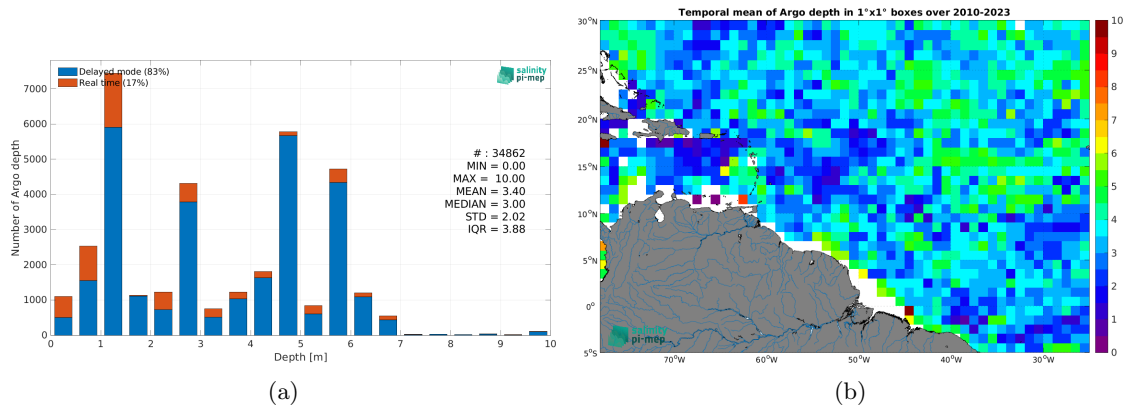 Delayed mode (83%)
Real time (17%)
salinity
pi-mep
7000
6000
5000
4000
3000
2000
1000
0
Number of Argo depth
# : 34862
MIN = 0.00
MAX = 10.00
MEAN = 3.40
MEDIAN = 3.00
STD = 2.02
IQR = 3.88
0 1 2 3 4 5 6 7 8 9 10
Depth [m]
(a)
Temporal mean of Argo depth in 1°x1° boxes over 2010-2023
30°N
25°N
20°N
15°N
10°N
5°N
0°
5°S
70°W 60°W 50°W 40°W 30°W
salinity
pi-mep
10
9
8
7
6
5
4
3
2
1
0
(b)